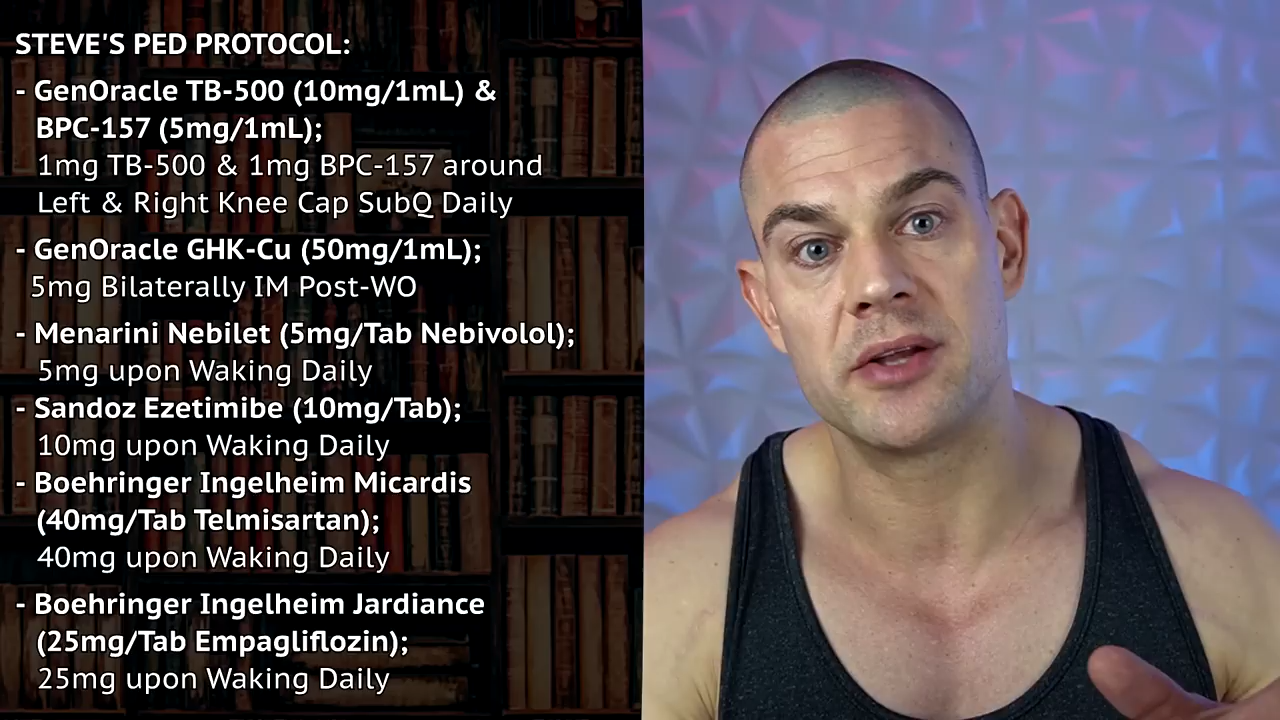 STEVE'S PED PROTOCOL:
- GenOracle TB-500 (10mg/1mL) &
BPC-157 (5mg/1mL);
1mg TB-500 & 1mg BPC-157 around
Left & Right Knee Cap SubQ Daily
- GenOracle GHK-Cu (50mg/1mL);
5mg Bilaterally IM Post-WO
- Menarini Nebilet (5mg/Tab Nebivolol);
5mg upon Waking Daily
- Sandoz Ezetimibe (10mg/Tab);
10mg upon Waking Daily
- Boehringer Ingelheim Micardis
(40mg/Tab Telmisartan);
40mg upon Waking Daily
- Boehringer Ingelheim Jardiance
(25mg/Tab Empagliflozin);
25mg upon Waking Daily